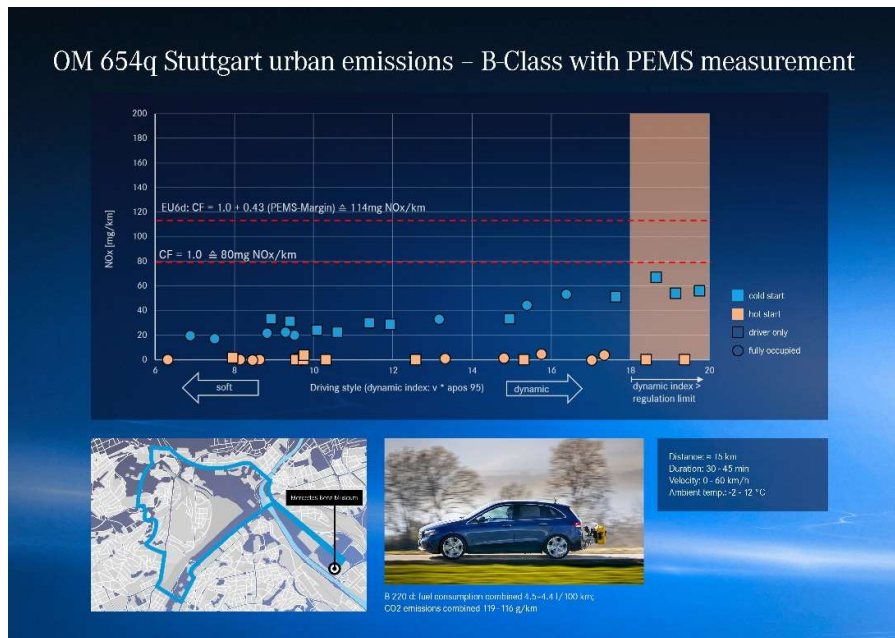 OM 654q Stuttgart urban emissions – B-Class with PEMS measurement
200
180
160
140
120
100
80
60
40
20
0
NOx [mg/km]
EU6d: CF = 1.0 + 0.43 (PEMS-Margin) ≙ 114mg NOx/km
CF = 1.0 ≙ 80mg NOx/km
cold start
hot start
driver only
fully occupied
6 8 10 12 14 16 18 20
soft
Driving style (dynamic index: v * apos 95)
dynamic
dynamic index >
regulation limit
Mercedes Benz Museum
Distance: ≈ 15 km
Duration: 30 - 45 min
Velocity: 0 - 60 km/h
Ambient temp.: -2 - 12 °C
B 220 d: fuel consumption combined 4.5–4.4 l/100 km;
CO2 emissions combined 119–116 g/km